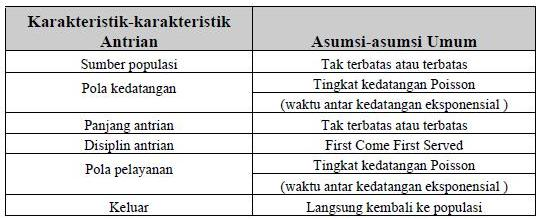 Karakteristik-karakteristik
Antrian
Asumsi-asumsi Umum
Sumber populasi
Tak terbatas atau terbatas
Pola kedatangan
Tingkat kedatangan Poisson
(waktu antar kedatangan eksponensial )
Panjang antrian
Tak terbatas atau terbatas
Disiplin antrian
First Come First Served
Pola pelayanan
Tingkat kedatangan Poisson
(waktu antar kedatangan eksponensial )
Keluar
Langsung kembali ke populasi